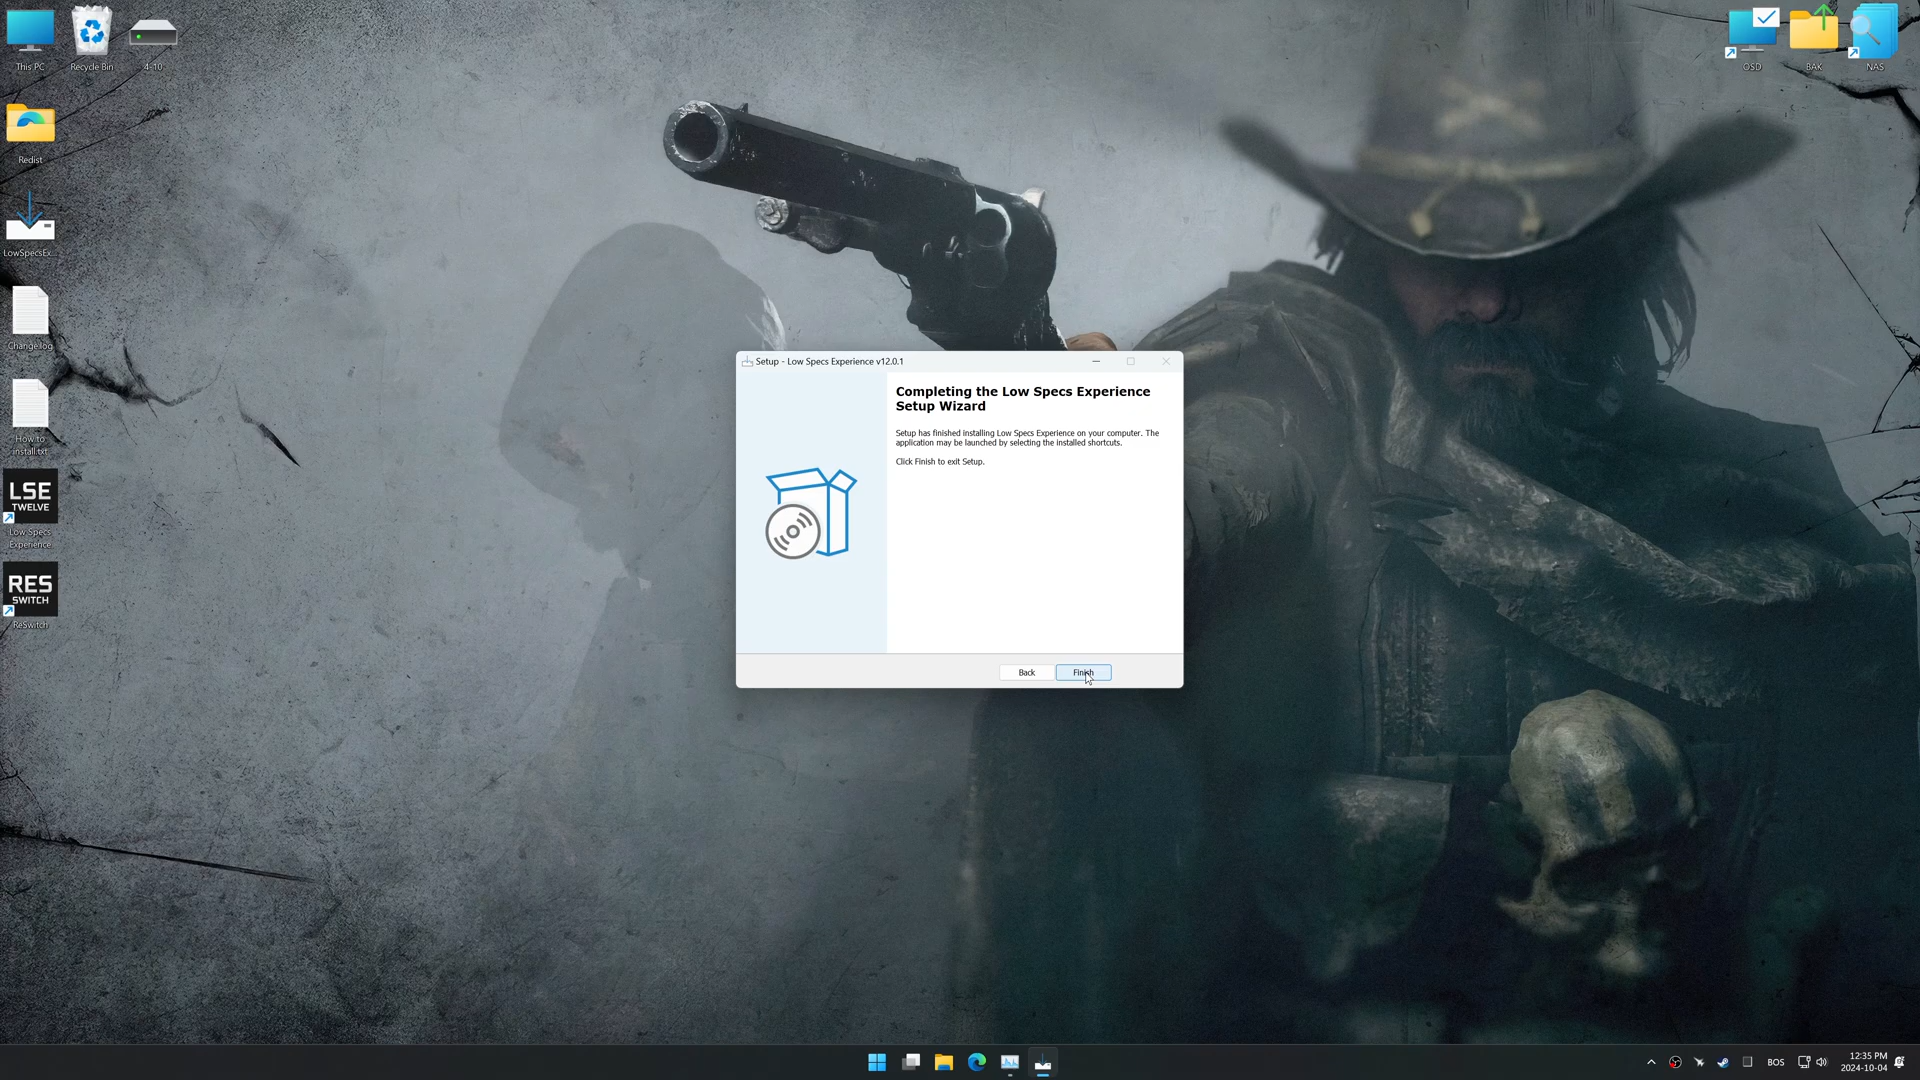 This PC
Recycle Bin
4-10
OSD
BAK
NAS
Redist
LowSpecsEx...
Change.log
How to
install.txt
LSE
TWELVE
Low Specs
Experience
RES
SWITCH
ReSwitch
Setup - Low Specs Experience v12.0.1
Completing the Low Specs Experience
Setup Wizard
Setup has finished installing Low Specs Experience on your computer. The
application may be launched by selecting the installed shortcuts.
Click Finish to exit Setup.
Back
Finish
BOS
12:35 PM
2024-10-04